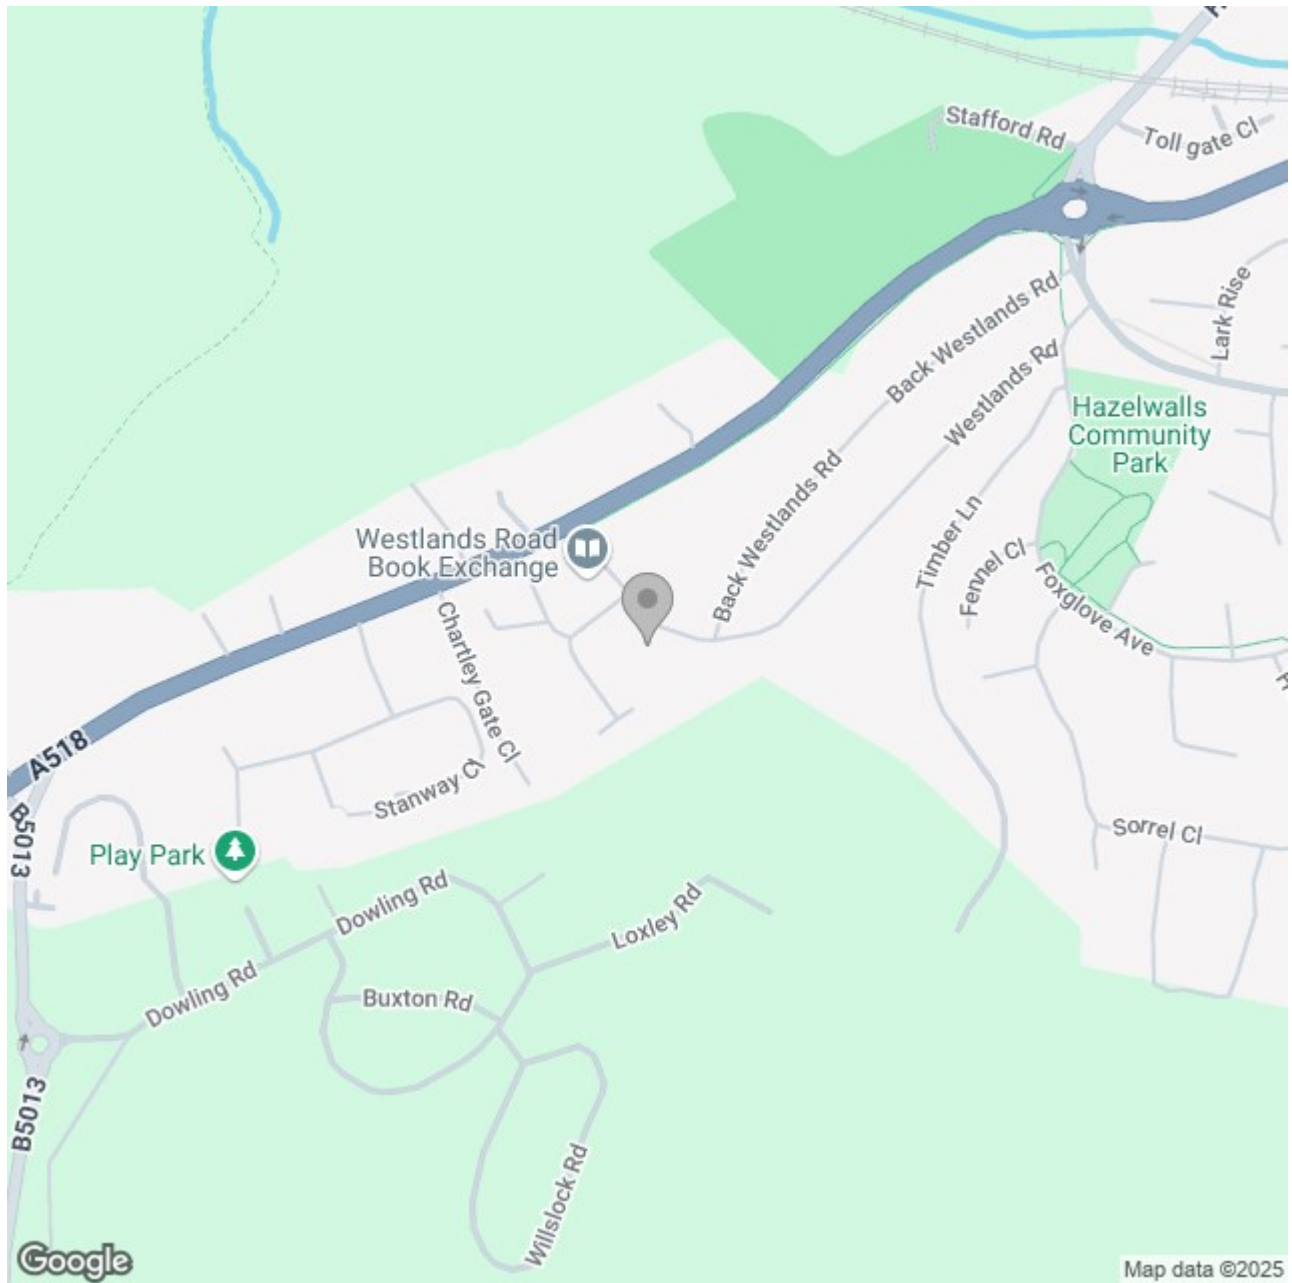 Stafford Rd
Toll gate Cl
Back Westlands Rd
Lark Rise
Westlands Rd
Hazelwalls
Community
Park
Back Westlands Rd
Westlands Road
Book Exchange
Timber Ln
Fennel Cl
Foxglove Ave
Chartley Gate Cl
A518
Stanway Cl
B5013
Play Park
Sorrel Cl
Dowling Rd
Loxley Rd
Dowling Rd
Buxton Rd
B5013
Willslock Rd
Google
Map data ©2025